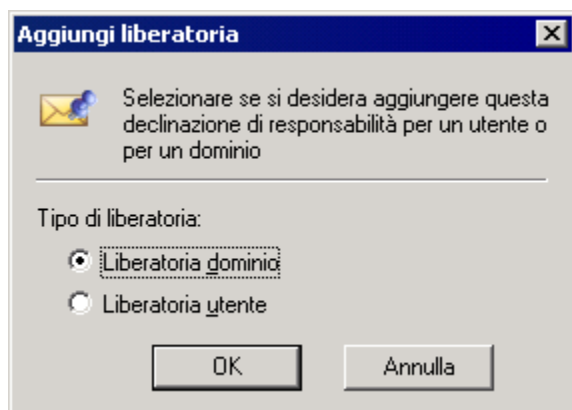 Aggiungi liberatoria
Selezionare se si desidera aggiungere questa
declinazione di responsabilità per un utente o
per un dominio
Tipo di liberatoria:
Liberatoria dominio
Liberatoria utente
OK
Annulla